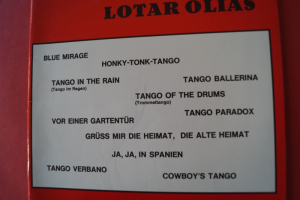 LOTAR OLIAS
BLUE MIRAGE
HONKY-TONK-TANGO
TANGO IN THE RAIN
(Tango im Regen)
TANGO BALLERINA
TANGO OF THE DRUMS
(Trommeltango)
TANGO PARADOX
VOR EINER GARTENTÜR
GRÜSS MIR DIE HEIMAT, DIE ALTE HEIMAT
JA, JA, IN SPANIEN
TANGO VERBANO
COWBOY'S TANGO